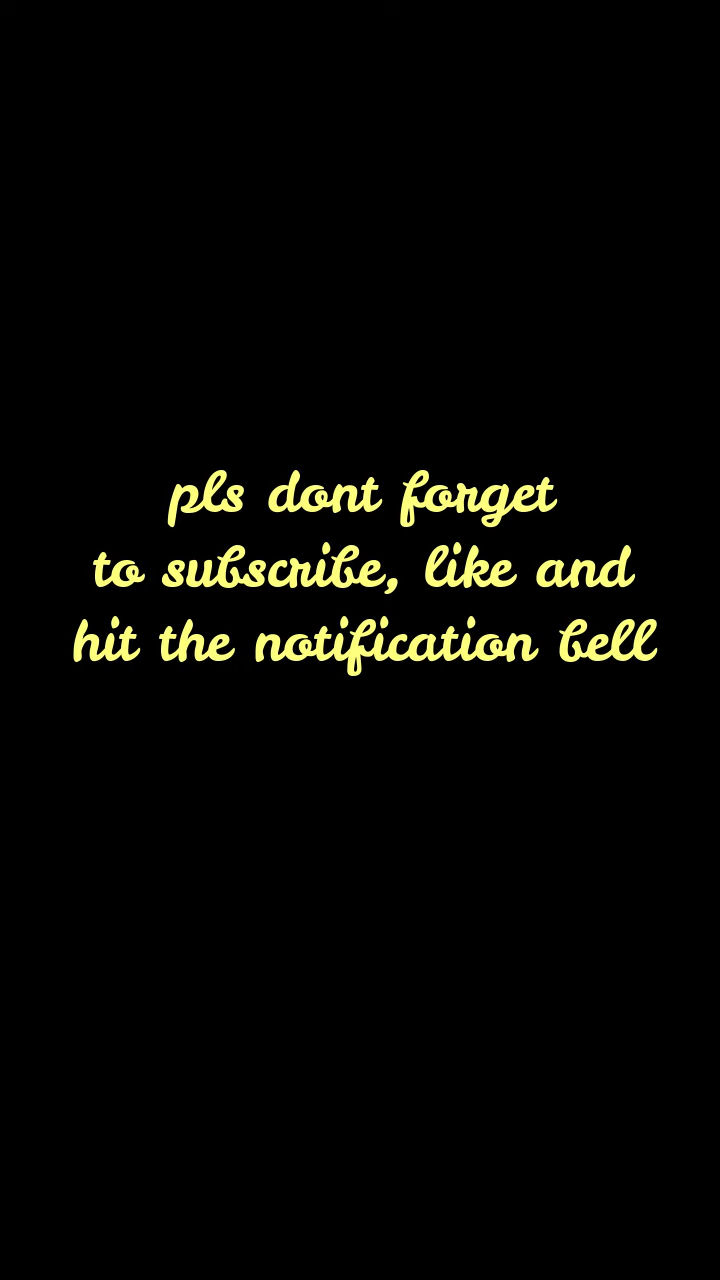 pls dont forget
to subscribe, like and
hit the notification bell